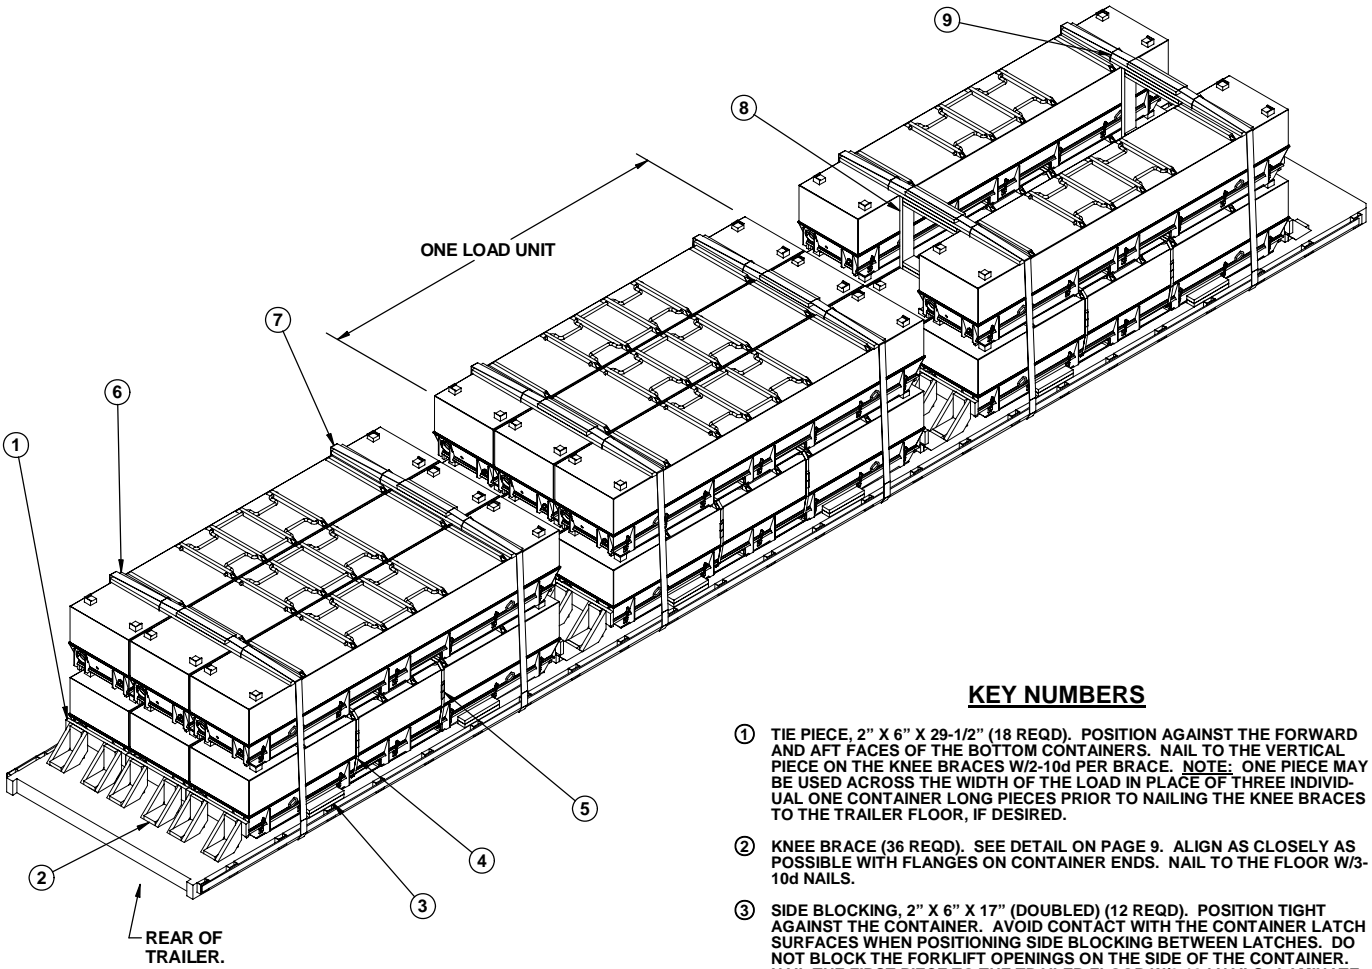 9
8
ONE LOAD UNIT
7
6
1
5
4
3
2
REAR OF
TRAILER.
KEY NUMBERS
① TIE PIECE, 2” X 6” X 29-1/2” (18 REQD). POSITION AGAINST THE FORWARD
AND AFT FACES OF THE BOTTOM CONTAINERS. NAIL TO THE VERTICAL
PIECE ON THE KNEE BRACES W/2-10d PER BRACE. NOTE: ONE PIECE MAY
BE USED ACROSS THE WIDTH OF THE LOAD IN PLACE OF THREE INDIVID-
UAL ONE CONTAINER LONG PIECES PRIOR TO NAILING THE KNEE BRACES
TO THE TRAILER FLOOR, IF DESIRED.
② KNEE BRACE (36 REQD). SEE DETAIL ON PAGE 9. ALIGN AS CLOSELY AS
POSSIBLE WITH FLANGES ON CONTAINER ENDS. NAIL TO THE FLOOR W/3-
10d NAILS.
③ SIDE BLOCKING, 2” X 6” X 17” (DOUBLED) (12 REQD). POSITION TIGHT
AGAINST THE CONTAINER. AVOID CONTACT WITH THE CONTAINER LATCH
SURFACES WHEN POSITIONING SIDE BLOCKING BETWEEN LATCHES. DO
NOT BLOCK THE FORKLIFT OPENINGS ON THE SIDE OF THE CONTAINER.